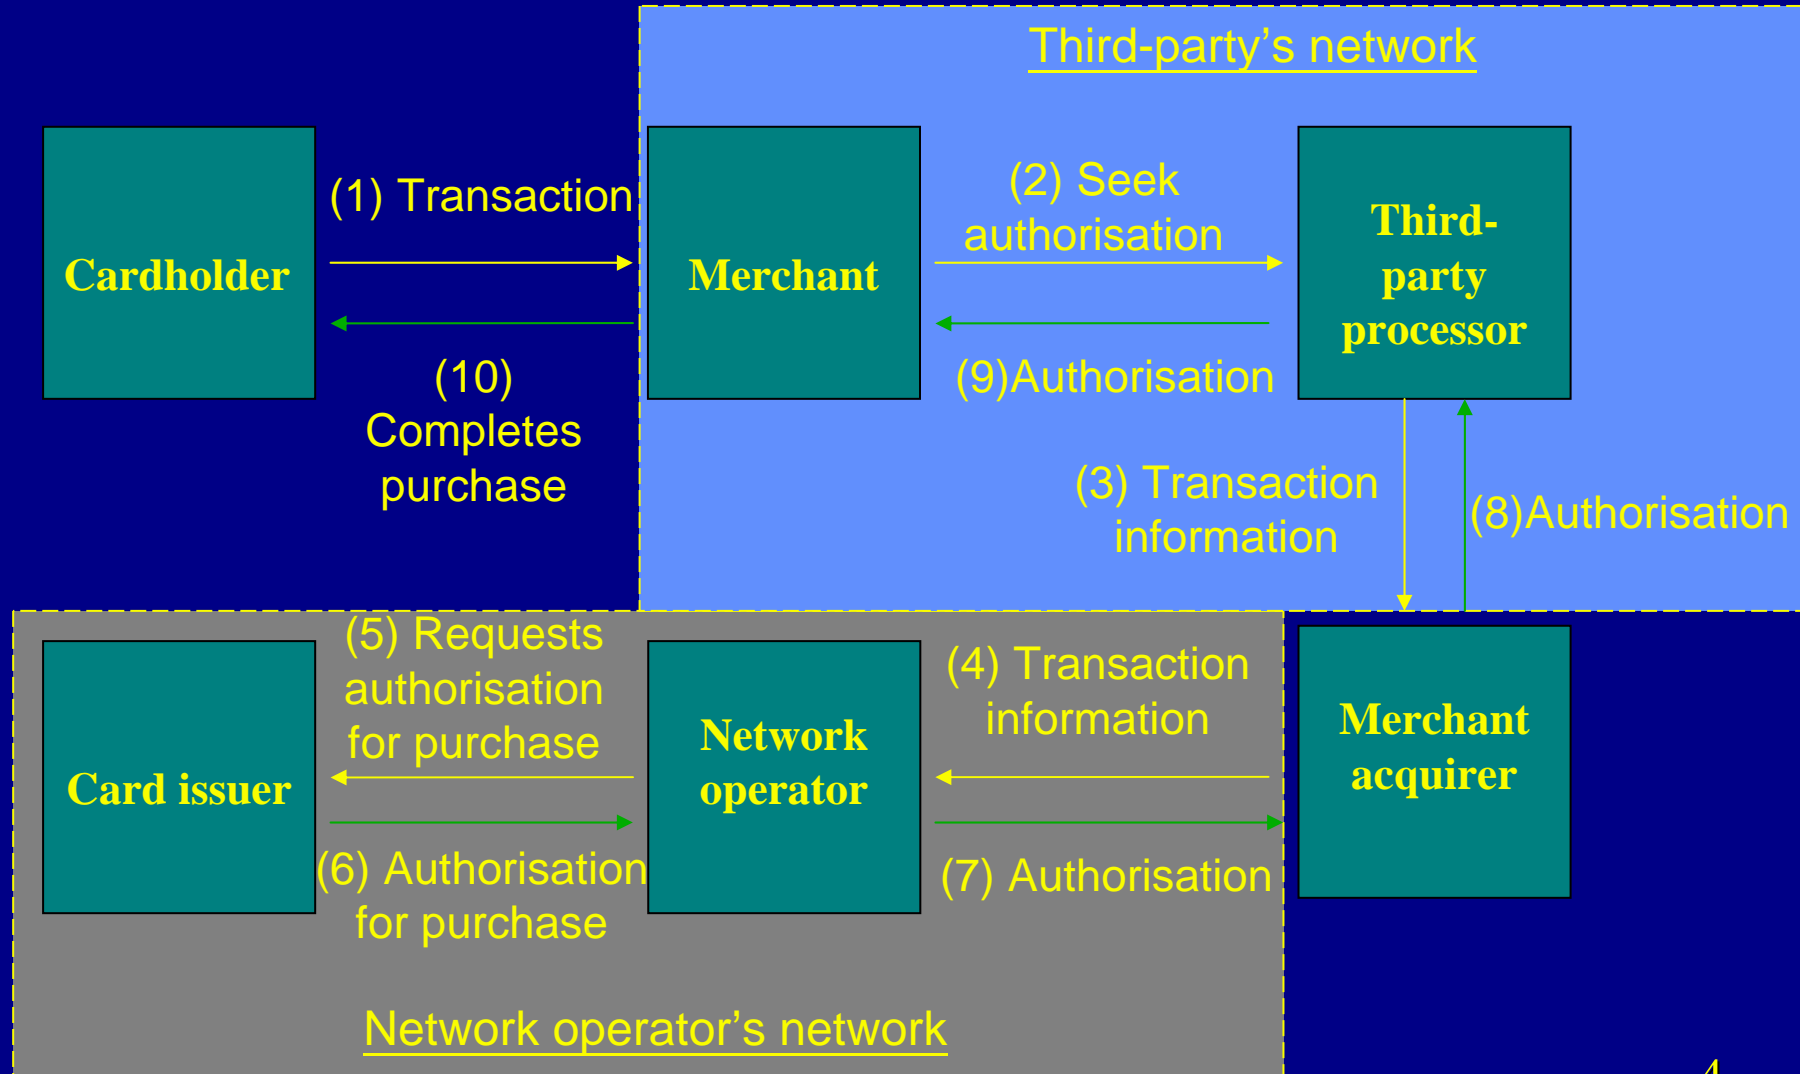 Third-party's network
Cardholder
(1) Transaction
(10)
Completes
purchase
Merchant
(2) Seek
authorisation
(9)Authorisation
Third-
party
processor
(3) Transaction
information
(8)Authorisation
Card issuer
(5) Requests
authorisation
for purchase
(6) Authorisation
for purchase
Network
operator
(4) Transaction
information
(7) Authorisation
Merchant
acquirer
Network operator's network
4